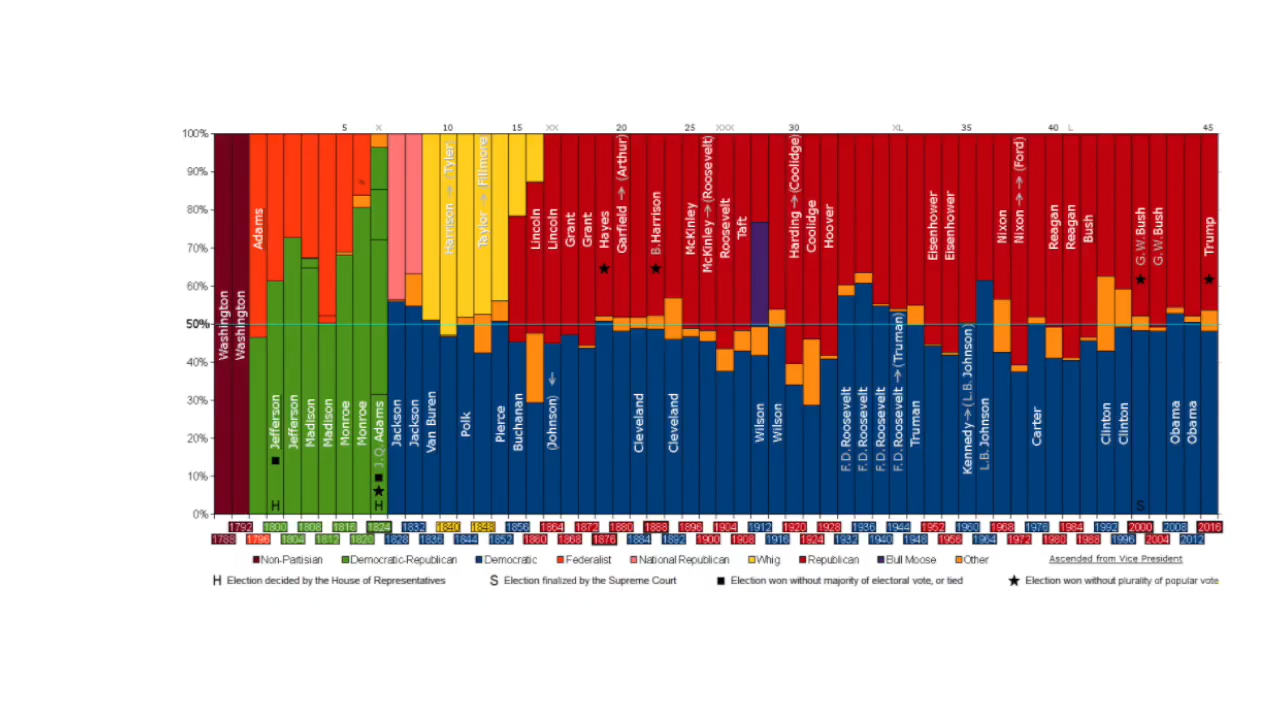 5 X 10 15 XX 20 25 XXX 30 XL 35 40 L 45
100%
90%
80%
70%
60%
50%
40%
30%
20%
10%
0%
Washington
Washington
Adams
Jefferson
Jefferson
Madison
Madison
Monroe
Monroe
J.Q. Adams
Jackson
Jackson
Van Buren
Harrison → Tyler
Polk
Taylor → Fillmore
Pierce
Buchanan
Lincoln
Lincoln
(Johnson) ←
Grant
Grant
Hayes
Garfield → (Arthur)
Cleveland
B.Harrison
Cleveland
McKinley
McKinley → (Roosevelt)
Roosevelt
Taft
Wilson
Wilson
Harding → (Coolidge)
Coolidge
Hoover
F. D. Roosevelt
F. D. Roosevelt
F. D. Roosevelt
F. D. Roosevelt → (Truman)
Truman
Eisenhower
Eisenhower
Kennedy → (L.B. Johnson)
L.B. Johnson
Nixon
Nixon → → (Ford)
Carter
Reagan
Reagan
Bush
Clinton
Clinton
G.W. Bush
G.W. Bush
Obama
Obama
Trump
★ ★ ★ ★
■
■
★
H H S
1792 1800 1808 1816 1824 1832 1840 1848 1856 1864 1872 1880 1888 1896 1904 1912 1920 1928 1936 1944 1952 1960 1968 1976 1984 1992 2000 2008 2016
1788 1796 1804 1812 1820 1828 1836 1844 1852 1860 1868 1876 1884 1892 1900 1908 1916 1924 1932 1940 1948 1956 1964 1972 1980 1988 1996 2004 2012
Non-Partisian Democratic-Republican Democratic Federalist National Republican Whig Republican Bull Moose Other Ascended from Vice President
H Election decided by the House of Representatives S Election finalized by the Supreme Court ■ Election won without majority of electoral vote, or tied ★ Election won without plurality of popular vote